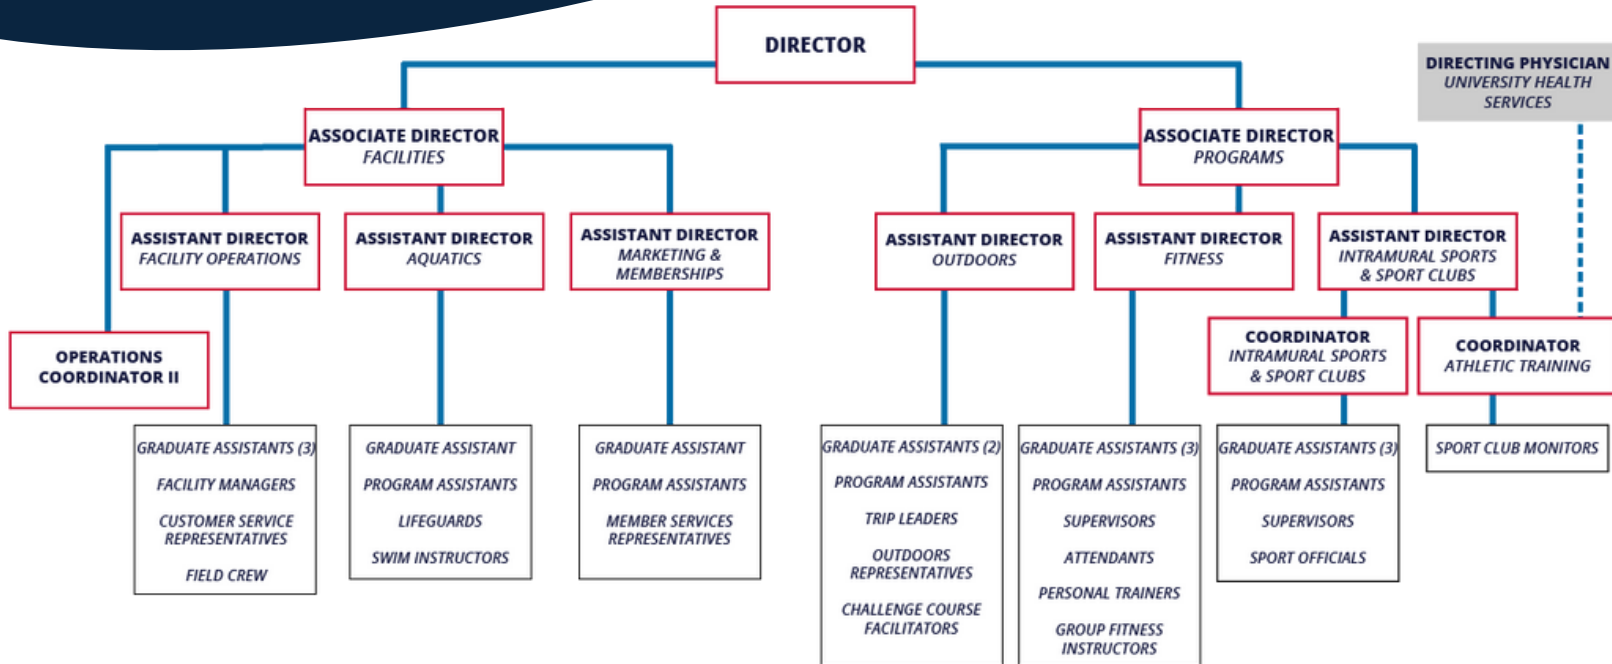 DIRECTOR
DIRECTING PHYSICIAN
UNIVERSITY HEALTH
SERVICES
ASSOCIATE DIRECTOR
FACILITIES
ASSOCIATE DIRECTOR
PROGRAMS
ASSISTANT DIRECTOR
FACILITY OPERATIONS
ASSISTANT DIRECTOR
AQUATICS
ASSISTANT DIRECTOR
MARKETING &
MEMBERSHIPS
ASSISTANT DIRECTOR
OUTDOORS
ASSISTANT DIRECTOR
FITNESS
ASSISTANT DIRECTOR
INTRAMURAL SPORTS
& SPORT CLUBS
OPERATIONS
COORDINATOR II
COORDINATOR
INTRAMURAL SPORTS
& SPORT CLUBS
COORDINATOR
ATHLETIC TRAINING
GRADUATE ASSISTANTS (3)
FACILITY MANAGERS
CUSTOMER SERVICE
REPRESENTATIVES
FIELD CREW
GRADUATE ASSISTANT
PROGRAM ASSISTANTS
LIFEGUARDS
SWIM INSTRUCTORS
GRADUATE ASSISTANT
PROGRAM ASSISTANTS
MEMBER SERVICES
REPRESENTATIVES
GRADUATE ASSISTANTS (2)
PROGRAM ASSISTANTS
TRIP LEADERS
OUTDOORS
REPRESENTATIVES
CHALLENGE COURSE
FACILITATORS
GRADUATE ASSISTANTS (3)
PROGRAM ASSISTANTS
SUPERVISORS
ATTENDANTS
PERSONAL TRAINERS
GROUP FITNESS
INSTRUCTORS
GRADUATE ASSISTANTS (3)
PROGRAM ASSISTANTS
SUPERVISORS
SPORT OFFICIALS
SPORT CLUB MONITORS